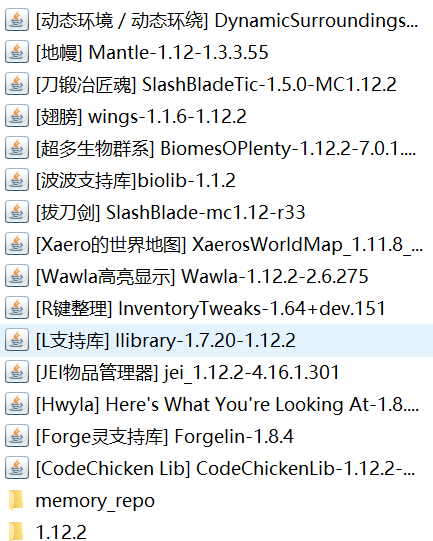 [动态环境 / 动态环绕] DynamicSurroundings...
[地幔] Mantle-1.12-1.3.3.55
[刀锻冶匠魂] SlashBladeTic-1.5.0-MC1.12.2
[翅膀] wings-1.1.6-1.12.2
[超多生物群系] BiomesOPlenty-1.12.2-7.0.1....
[波波支持库]biolib-1.1.2
[拔刀剑] SlashBlade-mc1.12-r33
[Xaero的世界地图] XaerosWorldMap_1.11.8_...
[Wawla高亮显示] Wawla-1.12.2-2.6.275
[R键整理] InventoryTweaks-1.64+dev.151
[L支持库] llibrary-1.7.20-1.12.2
[JEI物品管理器] jei_1.12.2-4.16.1.301
[Hwyla] Here's What You're Looking At-1.8....
[Forge灵支持库] Forgelin-1.8.4
[CodeChicken Lib] CodeChickenLib-1.12.2-...
memory_repo
1.12.2